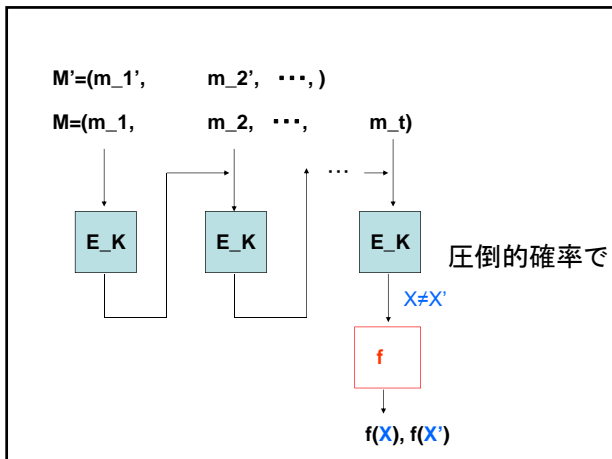 M'=(m_1', m_2', ･･･, )
M=(m_1, m_2, ･･･, m_t)
...
E_K E_K E_K
圧倒的確率で
X≠X’
f
f(X), f(X’)